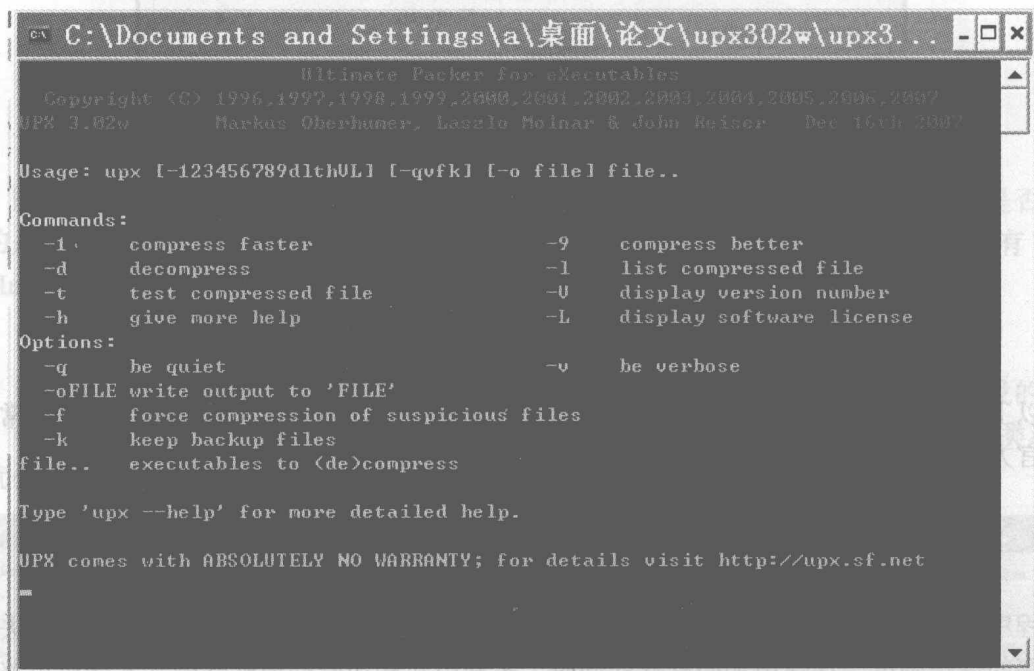 C:\Documents and Settings\a\桌面\论文\upx302w\upx3...
Ultimate Packer for eXecutables
Copyright (C) 1996,1997,1998,1999,2000,2001,2002,2003,2004,2005,2006,2007
UPX 3.02w Markus Oberhumer, Laszlo Molnar & John Reiser Dec 16th 2007
Usage: upx [-123456789dlthVL] [-qvfk] [-o file] file..
Commands:
-1 compress faster -9 compress better
-d decompress -l list compressed file
-t test compressed file -V display version number
-h give more help -L display software license
Options:
-q be quiet -v be verbose
-oFILE write output to 'FILE'
-f force compression of suspicious files
-k keep backup files
file.. executables to (de)compress
Type 'upx --help' for more detailed help.
UPX comes with ABSOLUTELY NO WARRANTY; for details visit http://upx.sf.net